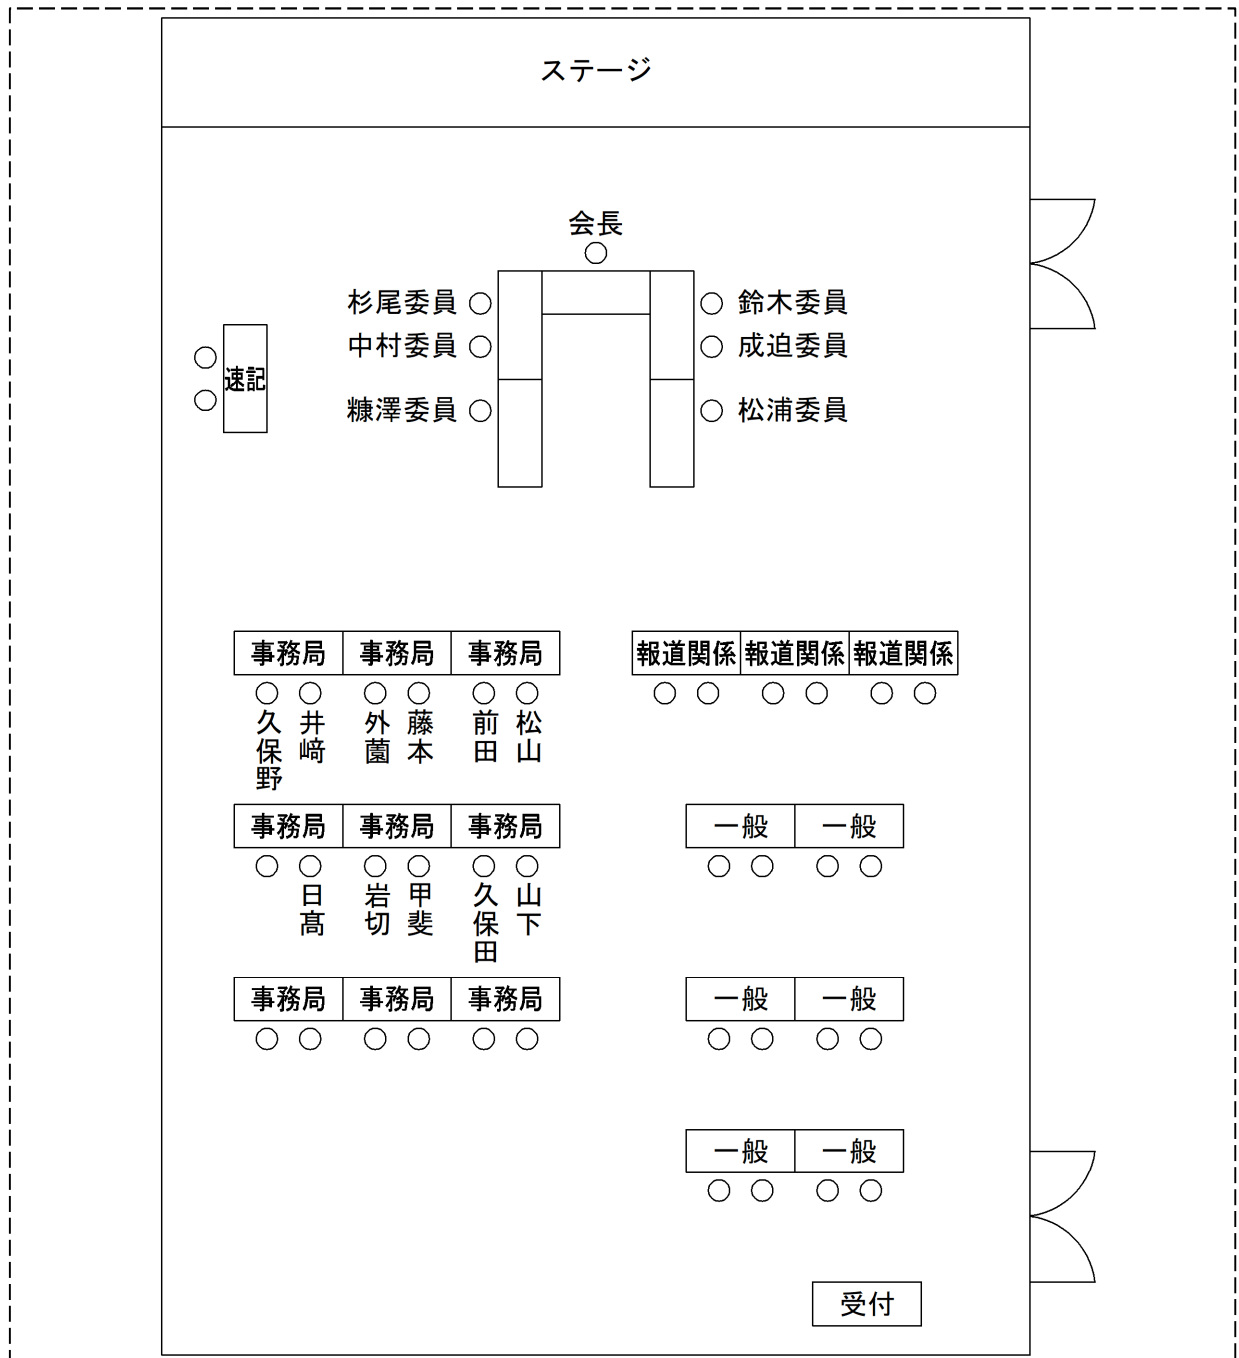 ステージ
会長
杉尾委員
鈴木委員
中村委員
成迫委員
速記
糠澤委員
松浦委員
事務局 事務局 事務局
報道関係 報道関係 報道関係
久保野
井﨑
外薗
藤本
前田
松山
事務局 事務局 事務局
一般 一般
日髙
岩切
甲斐
久保田
山下
事務局 事務局 事務局
一般 一般
一般 一般
受付